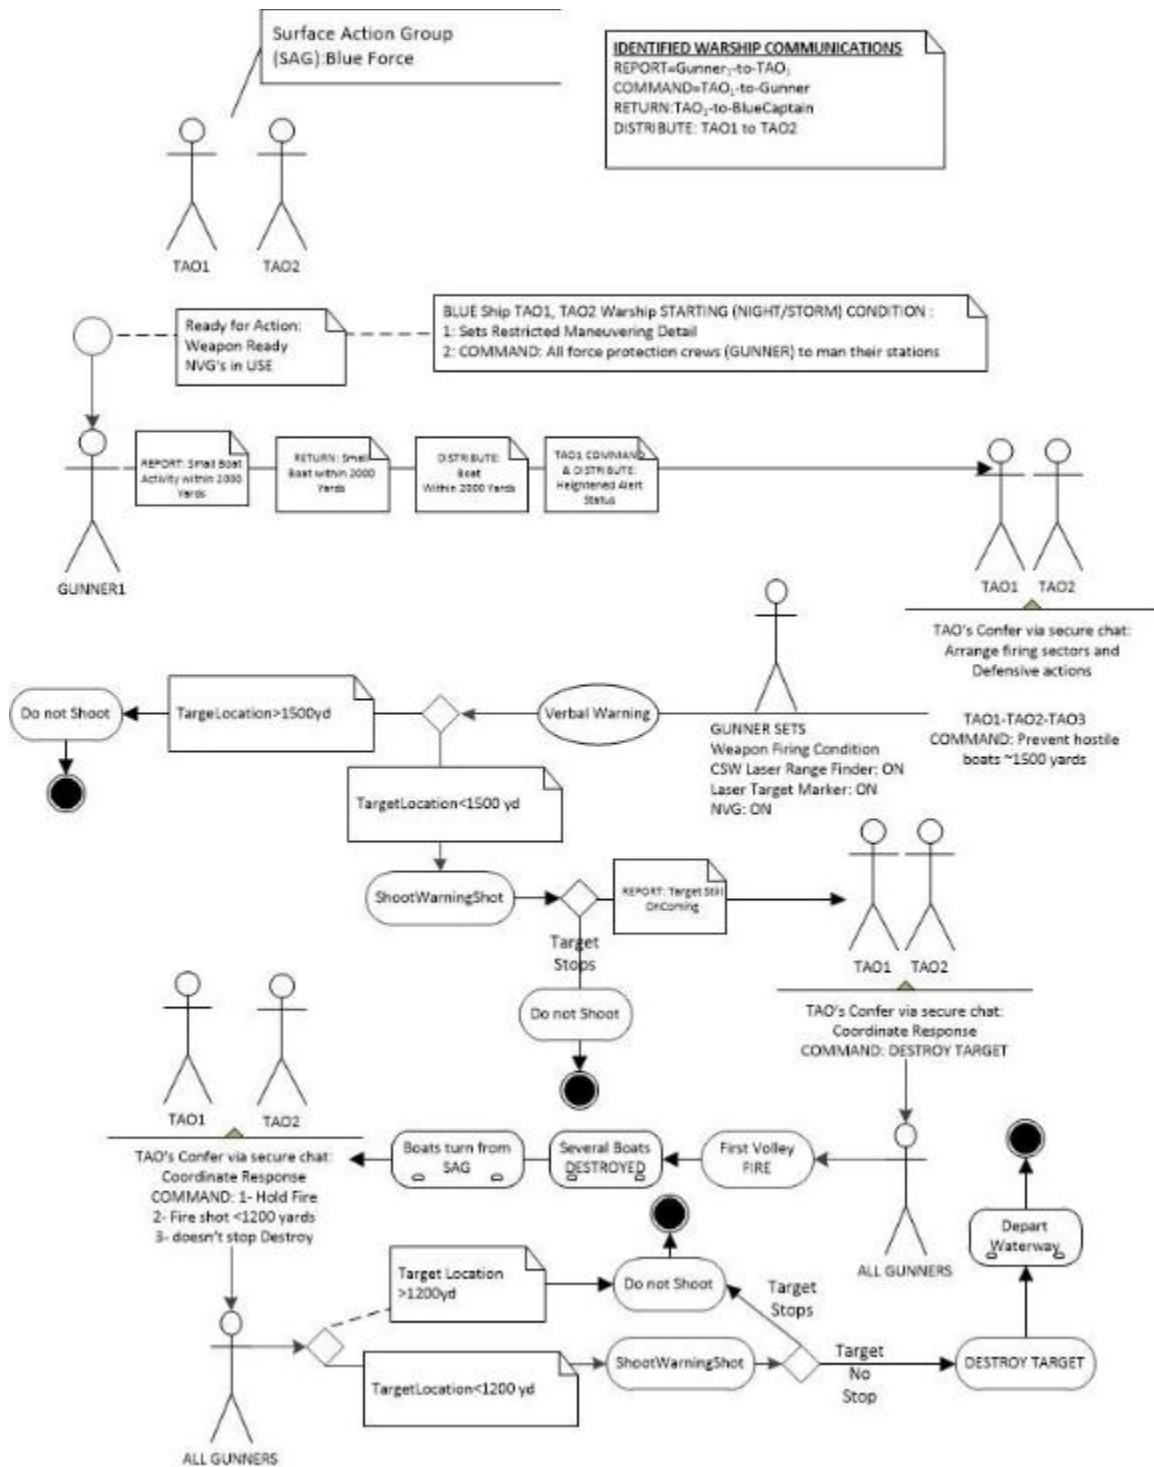 Surface Action Group
(SAG):Blue Force
IDENTIFIED WARSHIP COMMUNICATIONS
REPORT=Gunner₁-to-TAO₁
COMMAND=TAO₁-to-Gunner
RETURN:TAO₁-to-BlueCaptain
DISTRIBUTE: TAO1 to TAO2
TAO1
TAO2
Ready for Action:
Weapon Ready
NVG's in USE
BLUE Ship TAO1, TAO2 Warship STARTING (NIGHT/STORM) CONDITION :
1: Sets Restricted Maneuvering Detail
2: COMMAND: All force protection crews (GUNNER) to man their stations
REPORT: Small Boat
Activity within 2000
Yards
RETURN: Small
Boat within 2000
Yards
DISTRIBUTE:
Boat
Within 2000 Yards
TAO1 COMMAND
& DISTRIBUTE:
Heightened Alert
Status
GUNNER1
TAO1
TAO2
TAO's Confer via secure chat:
Arrange firing sectors and
Defensive actions
TAO1-TAO2-TAO3
COMMAND: Prevent hostile
boats ~1500 yards
Do not Shoot
TargeLocation>1500yd
Verbal Warning
GUNNER SETS
Weapon Firing Condition
CSW Laser Range Finder: ON
Laser Target Marker: ON
NVG: ON
TargetLocation<1500 yd
ShootWarningShot
REPORT: Target Still
OnComing
Target
Stops
Do not Shoot
TAO1
TAO2
TAO's Confer via secure chat:
Coordinate Response
COMMAND: DESTROY TARGET
TAO1
TAO2
TAO's Confer via secure chat:
Coordinate Response
COMMAND: 1- Hold Fire
2- Fire shot <1200 yards
3- doesn't stop Destroy
Boats turn from
SAG
Several Boats
DESTROYED
First Volley
FIRE
ALL GUNNERS
Depart
Waterway
Target Location
>1200yd
Do not Shoot
Target
Stops
TargetLocation<1200 yd
ShootWarningShot
Target
No
Stop
DESTROY TARGET
ALL GUNNERS